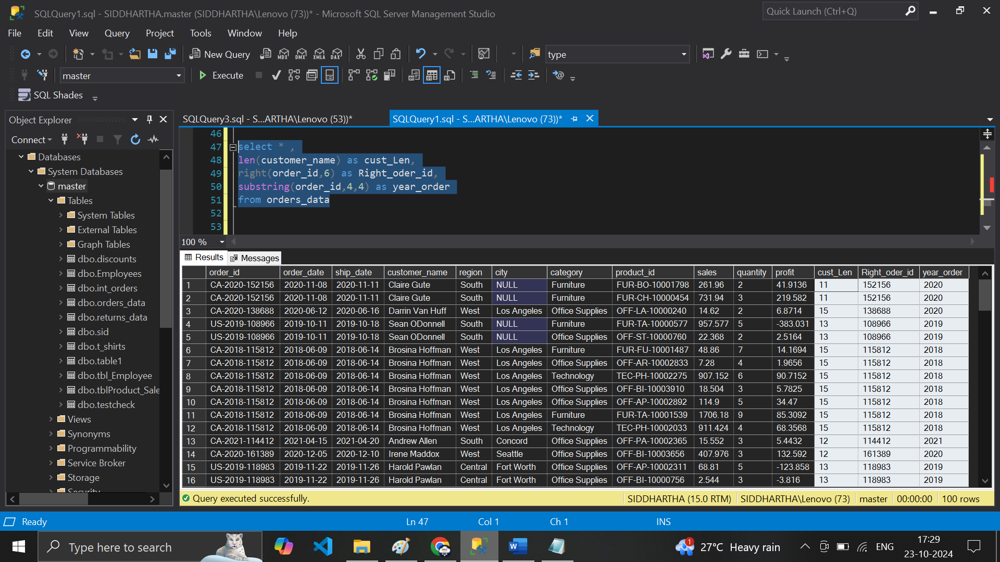 SQLQuery1.sql - SIDDHARTHA.master (SIDDHARTHA\Lenovo (73))* - Microsoft SQL Server Management Studio
Quick Launch (Ctrl+Q)
File Edit View Query Project Tools Window Help
New Query MDX DMX XMLA DAX type
master Execute
SQL Shades
Object Explorer
SQLQuery3.sql - S...ARTHA\Lenovo (53))*
SQLQuery1.sql - S...ARTHA\Lenovo (73))*
Connect
Databases
System Databases
master
Tables
System Tables
External Tables
Graph Tables
dbo.discounts
dbo.Employees
dbo.int_orders
dbo.orders_data
dbo.returns_data
dbo.sid
dbo.t_shirts
dbo.table1
dbo.tbl_Employee
dbo.tblProduct_Sale
dbo.testcheck
Views
Synonyms
Programmability
Service Broker
Storage
Security
46
47 select * ,
48 len(customer_name) as cust_Len,
49 right(order_id,6) as Right_oder_id,
50 substring(order_id,4,4) as year_order
51 from orders_data
52
53
100 %
Results Messages
order_id order_date ship_date customer_name region city category product_id sales quantity profit cust_Len Right_oder_id year_order
1 CA-2020-152156 2020-11-08 2020-11-11 Claire Gute South NULL Furniture FUR-BO-10001798 261.96 2 41.9136 11 152156 2020
2 CA-2020-152156 2020-11-08 2020-11-11 Claire Gute South NULL Furniture FUR-CH-10000454 731.94 3 219.582 11 152156 2020
3 CA-2020-138688 2020-06-12 2020-06-16 Darrin Van Huff West Los Angeles Office Supplies OFF-LA-10000240 14.62 2 6.8714 15 138688 2020
4 US-2019-108966 2019-10-11 2019-10-18 Sean ODonnell South NULL Furniture FUR-TA-10000577 957.577 5 -383.031 13 108966 2019
5 US-2019-108966 2019-10-11 2019-10-18 Sean ODonnell South NULL Office Supplies OFF-ST-10000760 22.368 2 2.5164 13 108966 2019
6 CA-2018-115812 2018-06-09 2018-06-14 Brosina Hoffman West Los Angeles Furniture FUR-FU-10001487 48.86 7 14.1694 15 115812 2018
7 CA-2018-115812 2018-06-09 2018-06-14 Brosina Hoffman West Los Angeles Office Supplies OFF-AR-10002833 7.28 4 1.9656 15 115812 2018
8 CA-2018-115812 2018-06-09 2018-06-14 Brosina Hoffman West Los Angeles Technology TEC-PH-10002275 907.152 6 90.7152 15 115812 2018
9 CA-2018-115812 2018-06-09 2018-06-14 Brosina Hoffman West Los Angeles Office Supplies OFF-BI-10003910 18.504 3 5.7825 15 115812 2018
10 CA-2018-115812 2018-06-09 2018-06-14 Brosina Hoffman West Los Angeles Office Supplies OFF-AP-10002892 114.9 5 34.47 15 115812 2018
11 CA-2018-115812 2018-06-09 2018-06-14 Brosina Hoffman West Los Angeles Furniture FUR-TA-10001539 1706.18 9 85.3092 15 115812 2018
12 CA-2018-115812 2018-06-09 2018-06-14 Brosina Hoffman West Los Angeles Technology TEC-PH-10002033 911.424 4 68.3568 15 115812 2018
13 CA-2021-114412 2021-04-15 2021-04-20 Andrew Allen South Concord Office Supplies OFF-PA-10002365 15.552 3 5.4432 12 114412 2021
14 CA-2020-161389 2020-12-05 2020-12-10 Irene Maddox West Seattle Office Supplies OFF-BI-10003656 407.976 3 132.592 12 161389 2020
15 US-2019-118983 2019-11-22 2019-11-26 Harold Pawlan Central Fort Worth Office Supplies OFF-AP-10002311 68.81 5 -123.858 13 118983 2019
16 US-2019-118983 2019-11-22 2019-11-26 Harold Pawlan Central Fort Worth Office Supplies OFF-BI-10000756 2.544 3 -3.816 13 118983 2019
Query executed successfully. SIDDHARTHA (15.0 RTM) SIDDHARTHA\Lenovo (73) master 00:00:00 100 rows
Ready Ln 47 Col 1 Ch 1 INS
Type here to search
W
1
27°C Heavy rain
ENG
17:29
23-10-2024